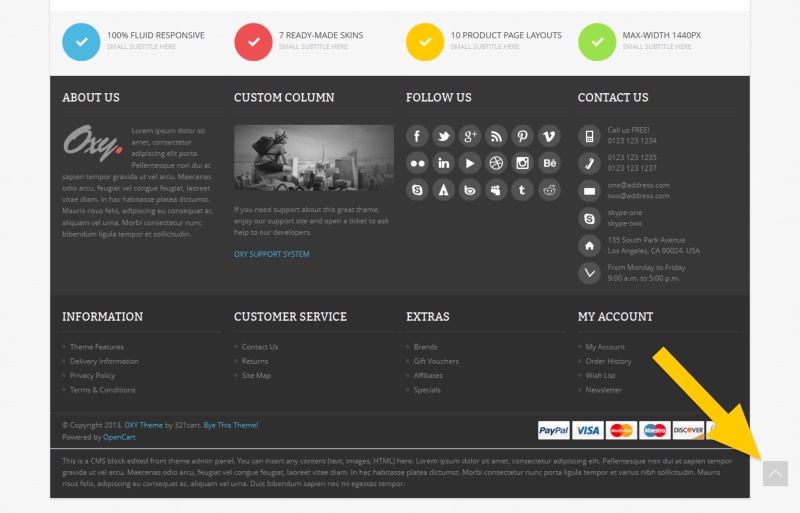 100% FLUID RESPONSIVE
SMALL SUBTITLE HERE
7 READY-MADE SKINS
SMALL SUBTITLE HERE
10 PRODUCT PAGE LAYOUTS
SMALL SUBTITLE HERE
MAX-WIDTH 1440PX
SMALL SUBTITLE HERE
ABOUT US
Oxy.
Lorem ipsum dolor sit
amet, consectetur
adipiscing elit porta.
Pellentesque non dui at
sapien tempor gravida ut vel arcu. Maecenas
odio arcu, feugiat vel congue feugiat, laoreet
vitae diam. In hac habitasse platea dictumst.
Mauris risus felis, adipiscing eu consequat ac,
aliquam vel urna. Morbi consectetur nunc
bibendum ligula tempor et sollicitudin.
CUSTOM COLUMN
If you need support about this great theme,
enjoy our support site and open a ticket to ask
help to our developers.
OXY SUPPORT SYSTEM
FOLLOW US
CONTACT US
Call us FREE!
0123 123 1234
0123 123 1235
0123 123 1237
one@address.com
two@address.com
skype-one
skype-two
135 South Park Avenue
Los Angeles, CA 90024, USA
From Monday to Friday
9:00 a.m. to 5:00 p.m.
INFORMATION
Theme Features
Delivery Information
Privacy Policy
Terms & Conditions
CUSTOMER SERVICE
Contact Us
Returns
Site Map
EXTRAS
Brands
Gift Vouchers
Affiliates
Specials
MY ACCOUNT
My Account
Order History
Wish List
Newsletter
© Copyright 2013. OXY Theme by 321cart. Bye This Theme!
Powered by OpenCart
PayPal VISA MasterCard Maestro DISCOVER
This is a CMS block edited from theme admin panel. You can insert any content (text, images, HTML) here. Lorem ipsum dolor sit amet, consectetur adipiscing elit. Pellentesque non dui at sapien tempor
gravida ut vel arcu. Maecenas odio arcu, feugiat vel congue feugiat, laoreet vitae diam. In hac habitasse platea dictumst. Morbi consectetur nunc bibendum ligula tempor et varius nibh sollicitudin. Mauris
risus felis, adipiscing eu consequat ac, aliquam vel urna. Duis bibendum sapien nec mi egestas tempor.